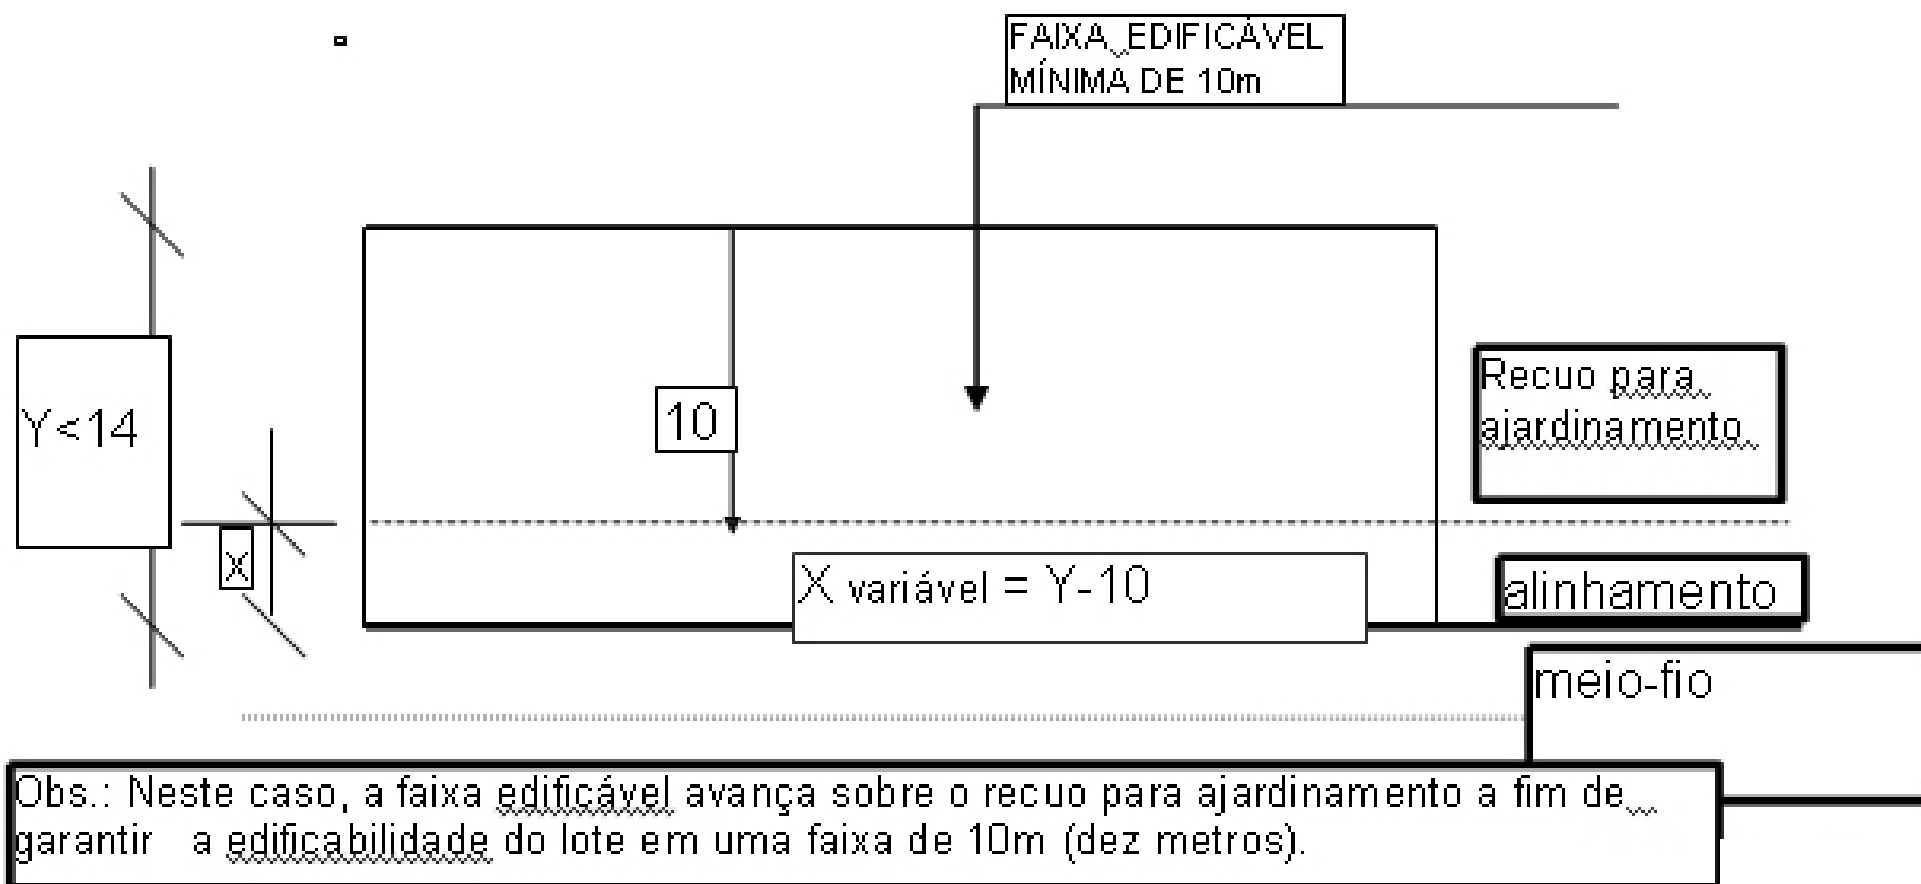 FAIXA EDIFICÁVEL
MÍNIMA DE 10m
Y<14
10
Recuo para
ajardinamento.
X
X variável = Y-10
alinhamento
meio-fio
Obs.: Neste caso, a faixa edificável avança sobre o recuo para ajardinamento a fim de
garantir a edificabilidade do lote em uma faixa de 10m (dez metros).